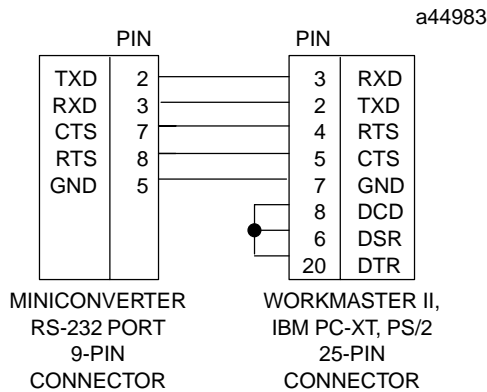 a44983
PIN PIN
TXD 2 3 RXD
RXD 3 2 TXD
CTS 7 4 RTS
RTS 8 5 CTS
GND 5 7 GND
8 DCD
6 DSR
20 DTR
MINICONVERTER
RS-232 PORT
9-PIN
CONNECTOR
WORKMASTER II,
IBM PC-XT, PS/2
25-PIN
CONNECTOR